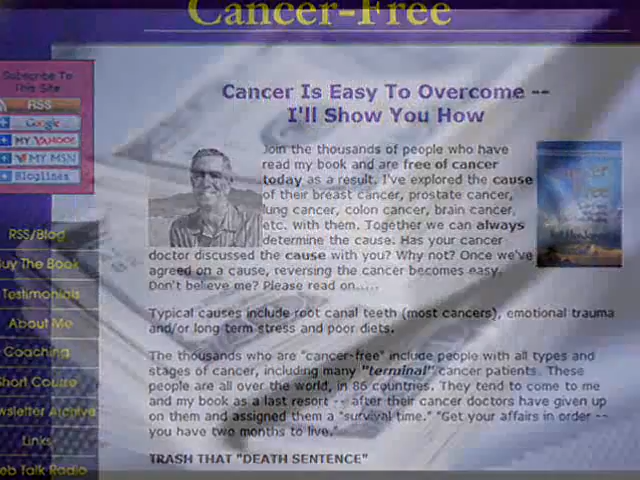 Cancer-Free
Subscribe To
This Site
RSS
Google
MY YAHOO!
MY MSN
Bloglines
RSS/Blog
Buy The Book
Testimonials
About Me
Coaching
Short Course
Newsletter Archive
Links
Web Talk Radio
Cancer Is Easy To Overcome --
I'll Show You How
Join the thousands of people who have
read my book and are free of cancer
today as a result. I've explored the cause
of their breast cancer, prostate cancer,
lung cancer, colon cancer, brain cancer,
etc. with them. Together we can always
determine the cause. Has your cancer
doctor discussed the cause with you? Why not? Once we've
agreed on a cause, reversing the cancer becomes easy.
Don't believe me? Please read on.....
Cancer
Free
Typical causes include root canal teeth (most cancers), emotional trauma
and/or long term stress and poor diets.
The thousands who are "cancer-free" include people with all types and
stages of cancer, including many "terminal" cancer patients. These
people are all over the world, in 86 countries. They tend to come to me
and my book as a last resort -- after their cancer doctors have given up
on them and assigned them a "survival time." "Get your affairs in order --
you have two months to live."
TRASH THAT "DEATH SENTENCE"